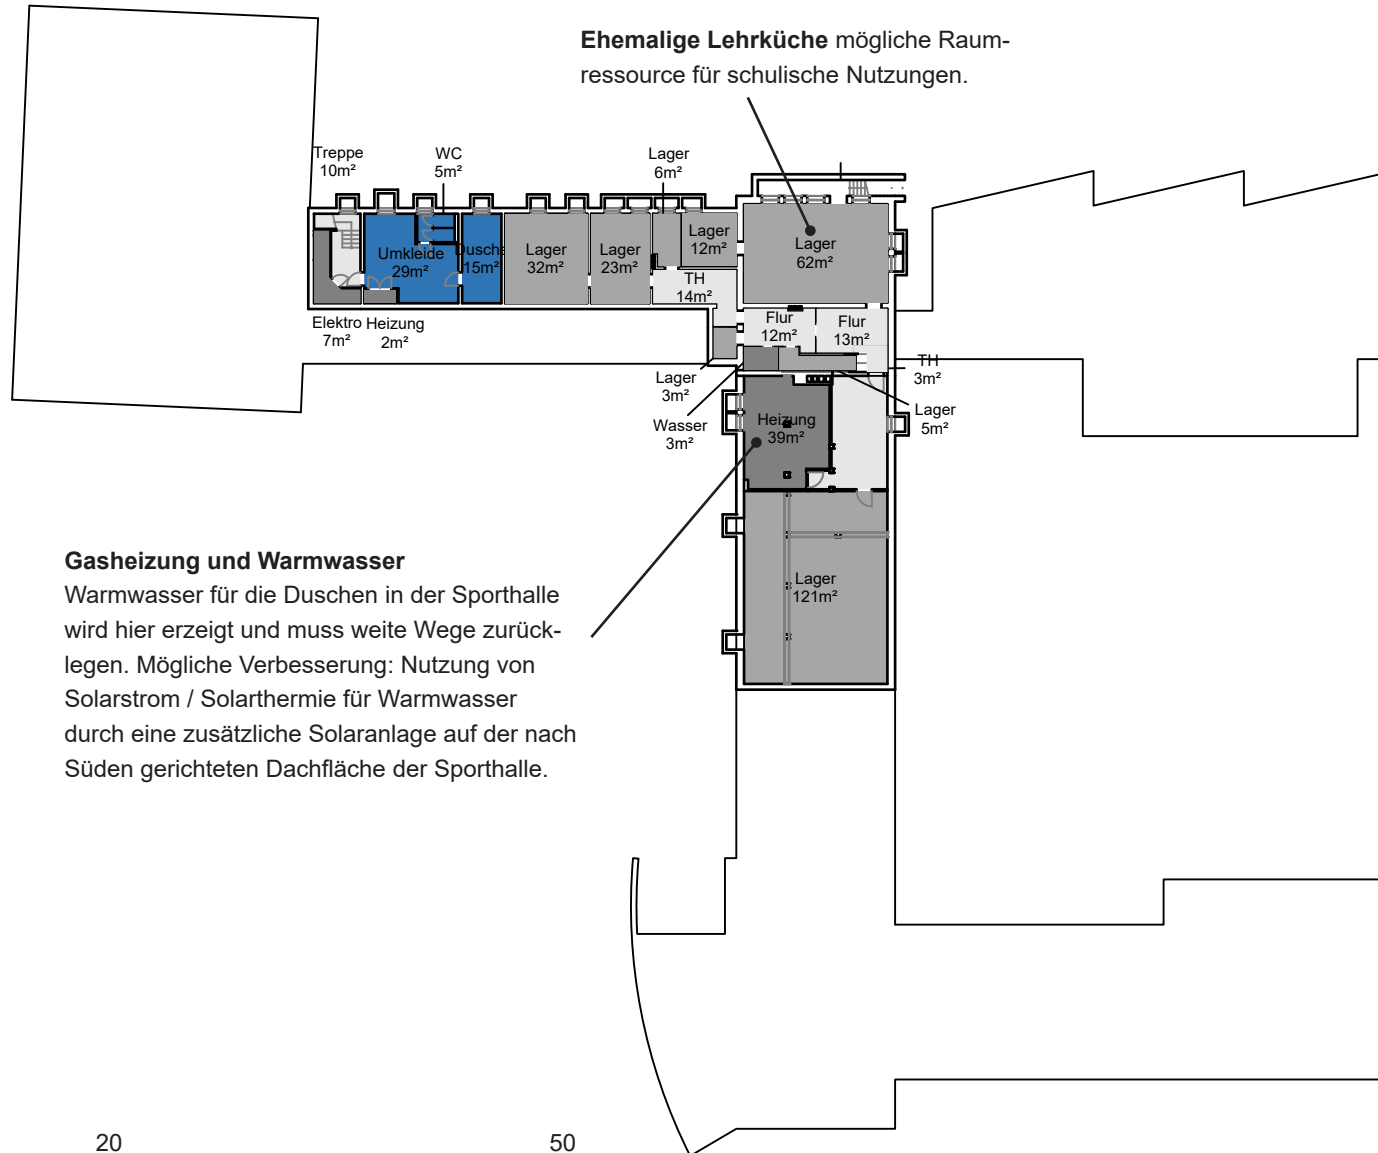 Ehemalige Lehrküche mögliche Raum-
ressource für schulische Nutzungen.
Treppe
10m²
WC
5m²
Lager
6m²
Umkleide
29m²
Dusche
15m²
Lager
32m²
Lager
23m²
Lager
12m²
Lager
62m²
TH
14m²
Elektro
7m²
Heizung
2m²
Flur
12m²
Flur
13m²
TH
3m²
Lager
3m²
Wasser
3m²
Lager
5m²
Heizung
39m²
Lager
121m²
Gasheizung und Warmwasser
Warmwasser für die Duschen in der Sporthalle
wird hier erzeigt und muss weite Wege zurück-
legen. Mögliche Verbesserung: Nutzung von
Solarstrom / Solarthermie für Warmwasser
durch eine zusätzliche Solaranlage auf der nach
Süden gerichteten Dachfläche der Sporthalle.
20
50